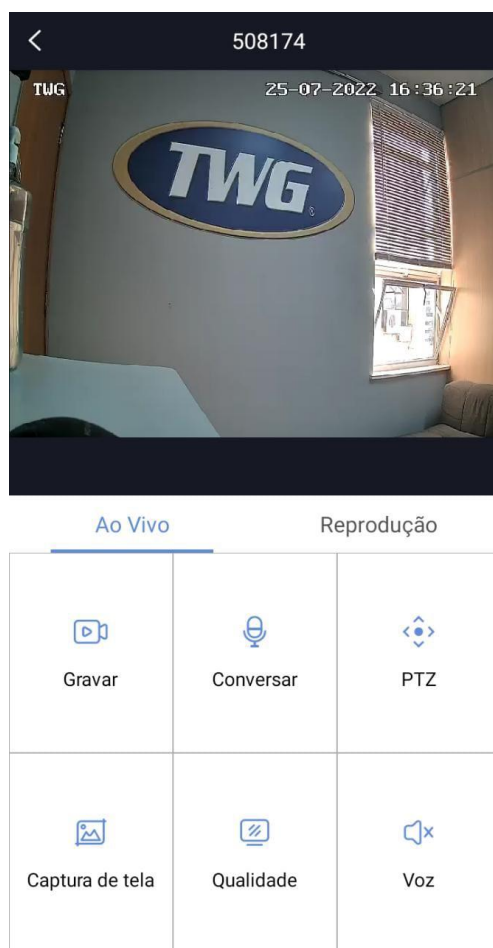 508174
TWG 25-07-2022 16:36:21
TWG
Ao Vivo Reprodução
Gravar Conversar PTZ
Captura de tela Qualidade Voz